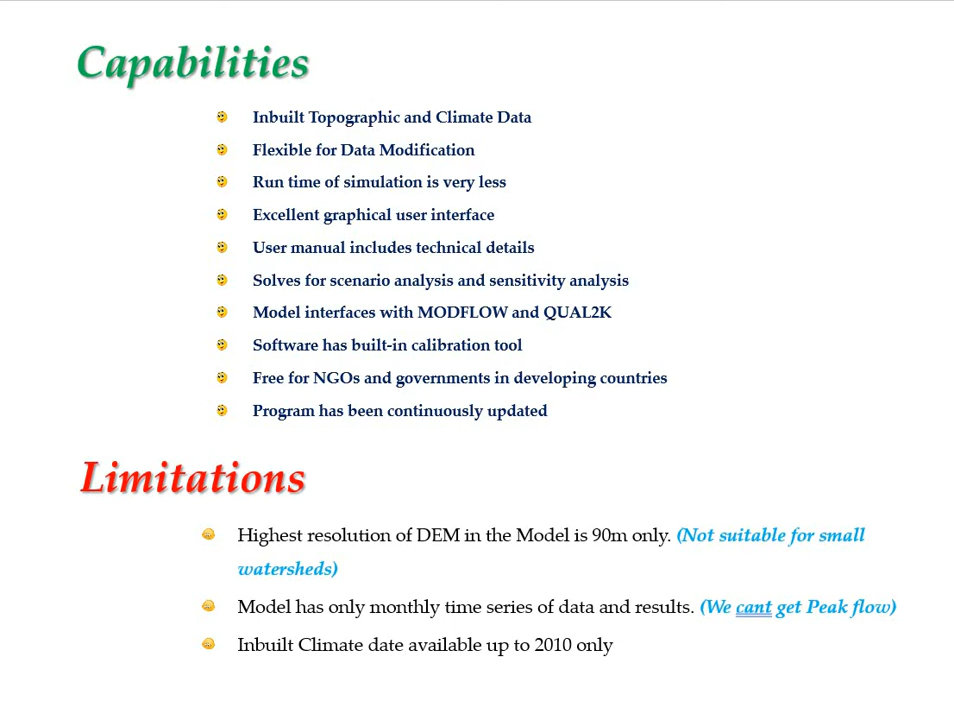 Capabilities
Inbuilt Topographic and Climate Data
Flexible for Data Modification
Run time of simulation is very less
Excellent graphical user interface
User manual includes technical details
Solves for scenario analysis and sensitivity analysis
Model interfaces with MODFLOW and QUAL2K
Software has built-in calibration tool
Free for NGOs and governments in developing countries
Program has been continuously updated
Limitations
Highest resolution of DEM in the Model is 90m only. (Not suitable for small
watersheds)
Model has only monthly time series of data and results. (We cant get Peak flow)
Inbuilt Climate date available up to 2010 only